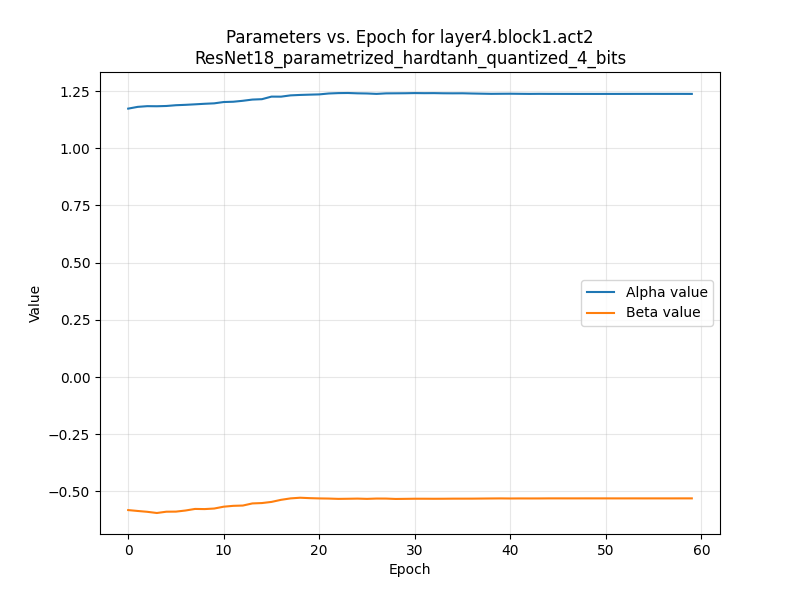 Parameters vs. Epoch for layer4.block1.act2
ResNet18_parametrized_hardtanh_quantized_4_bits
1.25
1.00
0.75
0.50
0.25
0.00
−0.25
−0.50
Value
Alpha value
Beta value
0 10 20 30 40 50 60
Epoch